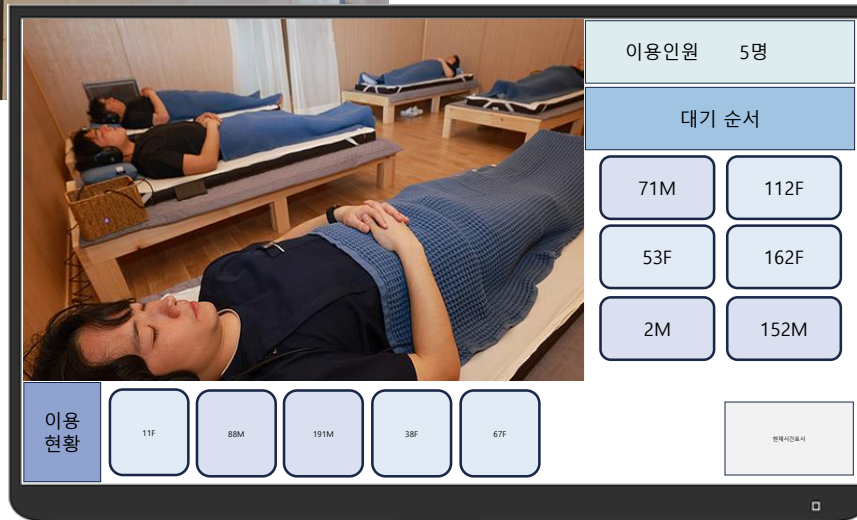 이용인원 5명
대기 순서
71M 112F
53F 162F
2M 152M
이용
현황
11F 88M 191M 38F 67F
현재시간표시